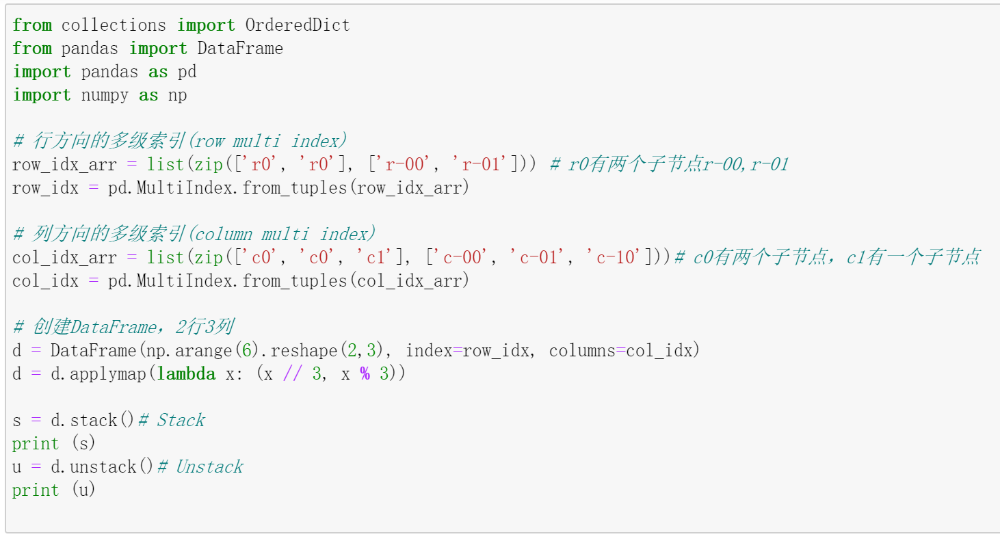 from collections import OrderedDict
from pandas import DataFrame
import pandas as pd
import numpy as np
# 行方向的多级索引(row multi index)
row_idx_arr = list(zip(['r0', 'r0'], ['r-00', 'r-01'])) # r0有两个子节点r-00,r-01
row_idx = pd.MultiIndex.from_tuples(row_idx_arr)
# 列方向的多级索引(column multi index)
col_idx_arr = list(zip(['c0', 'c0', 'c1'], ['c-00', 'c-01', 'c-10']))# c0有两个子节点，c1有一个子节点
col_idx = pd.MultiIndex.from_tuples(col_idx_arr)
# 创建DataFrame，2行3列
d = DataFrame(np.arange(6).reshape(2,3), index=row_idx, columns=col_idx)
d = d.applymap(lambda x: (x // 3, x % 3))
s = d.stack()# Stack
print (s)
u = d.unstack()# Unstack
print (u)